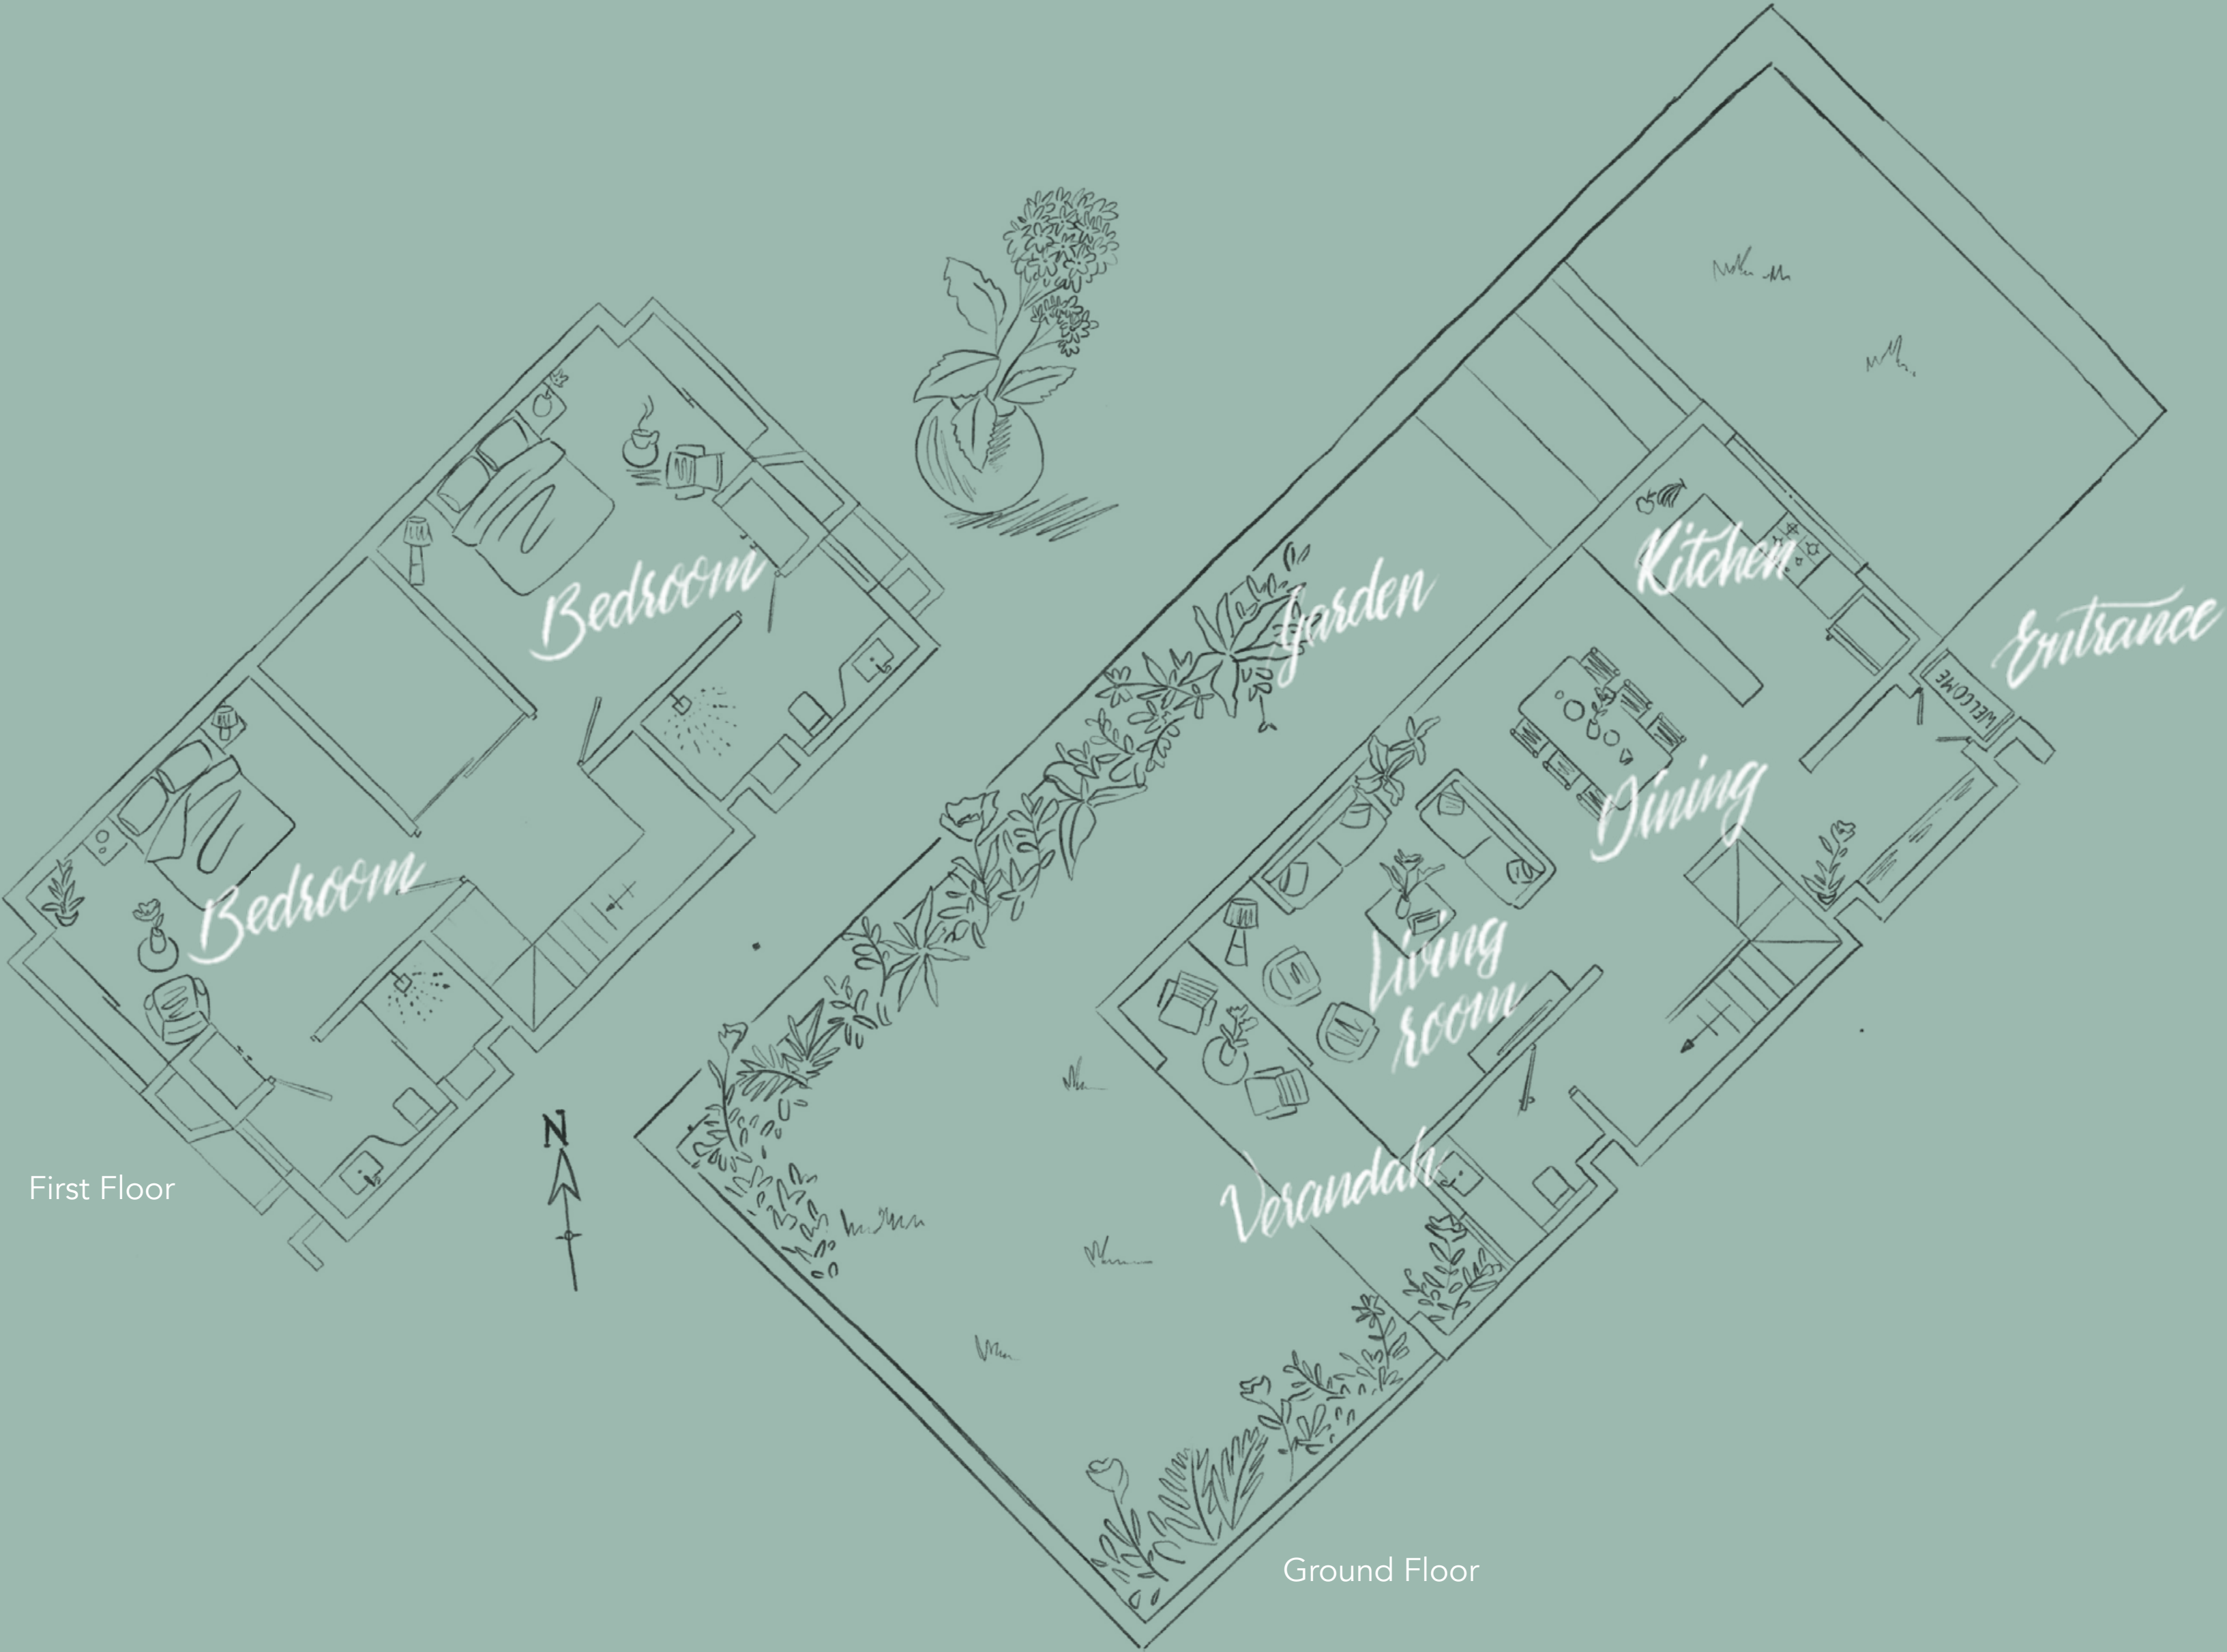 Garden
Kitchen
Entrance
WELCOME
Bedroom
Dining
Bedroom
Living
room
N
First Floor
Verandah
Ground Floor